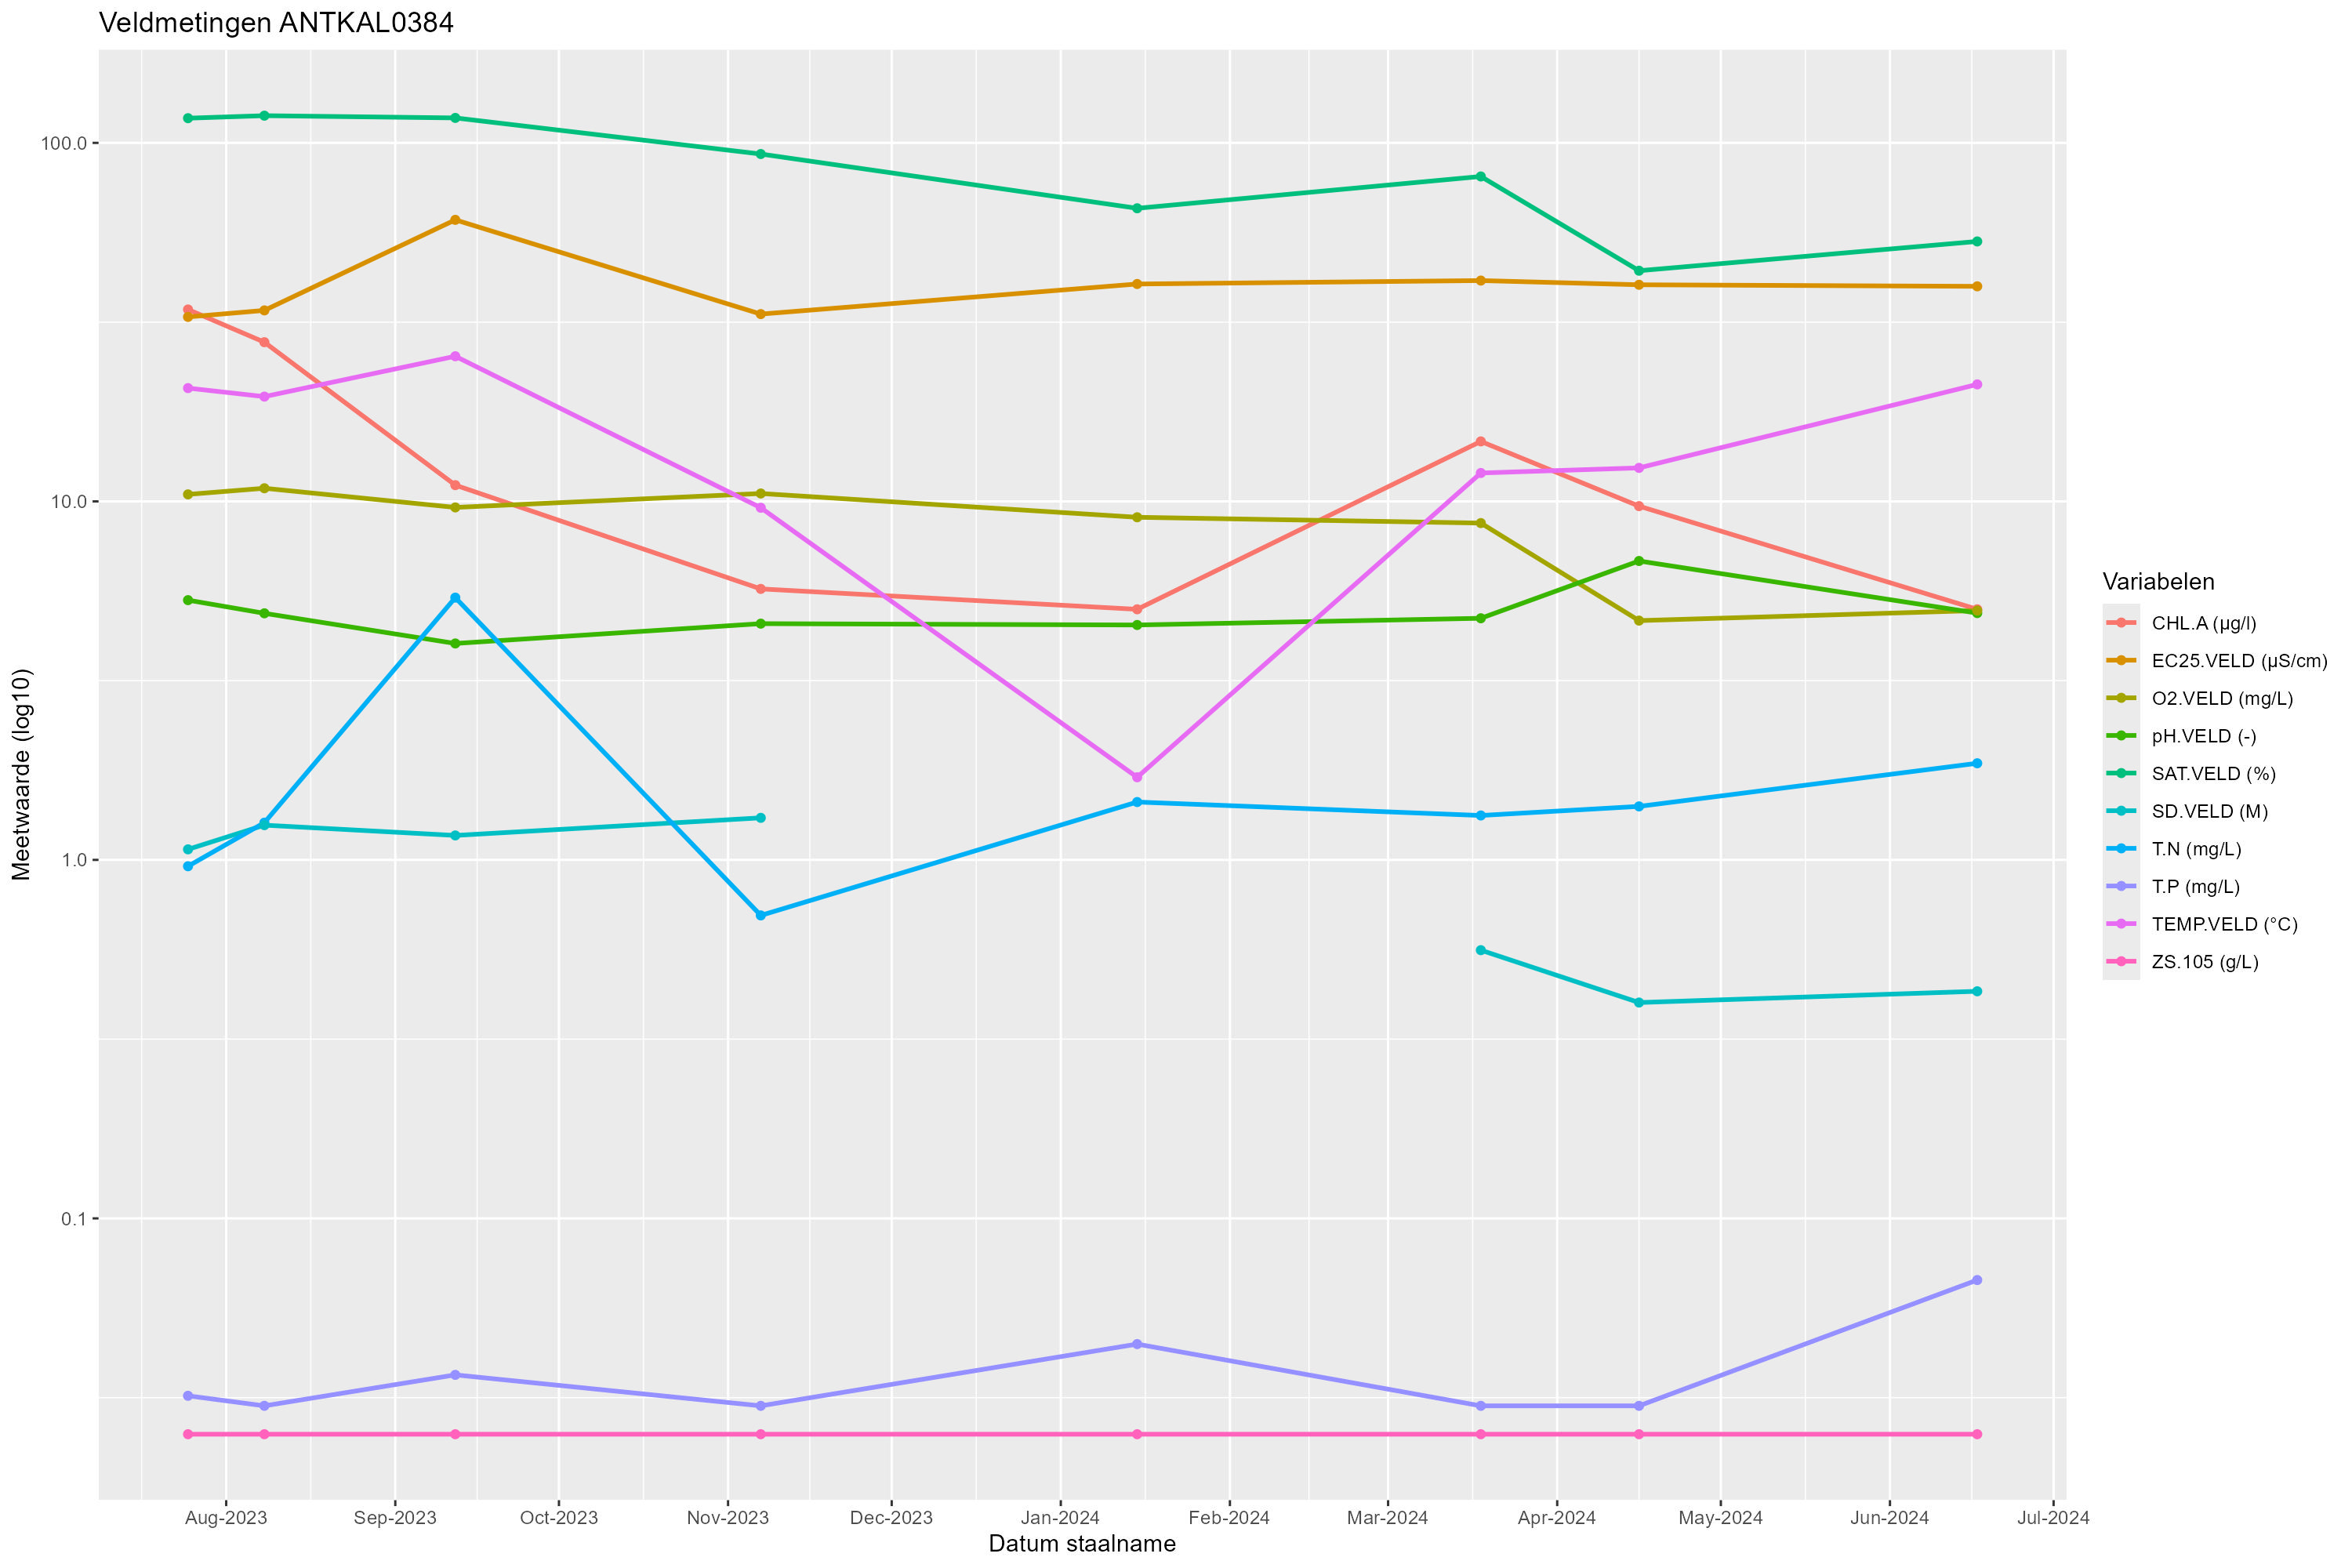 Veldmetingen ANTKAL0384
Meetwaarde (log10)
100.0
10.0
1.0
0.1
Aug-2023 Sep-2023 Oct-2023 Nov-2023 Dec-2023 Jan-2024 Feb-2024 Mar-2024 Apr-2024 May-2024 Jun-2024 Jul-2024
Datum staalname
Variabelen
CHL.A (µg/l)
EC25.VELD (µS/cm)
O2.VELD (mg/L)
pH.VELD (-)
SAT.VELD (%)
SD.VELD (M)
T.N (mg/L)
T.P (mg/L)
TEMP.VELD (°C)
ZS.105 (g/L)